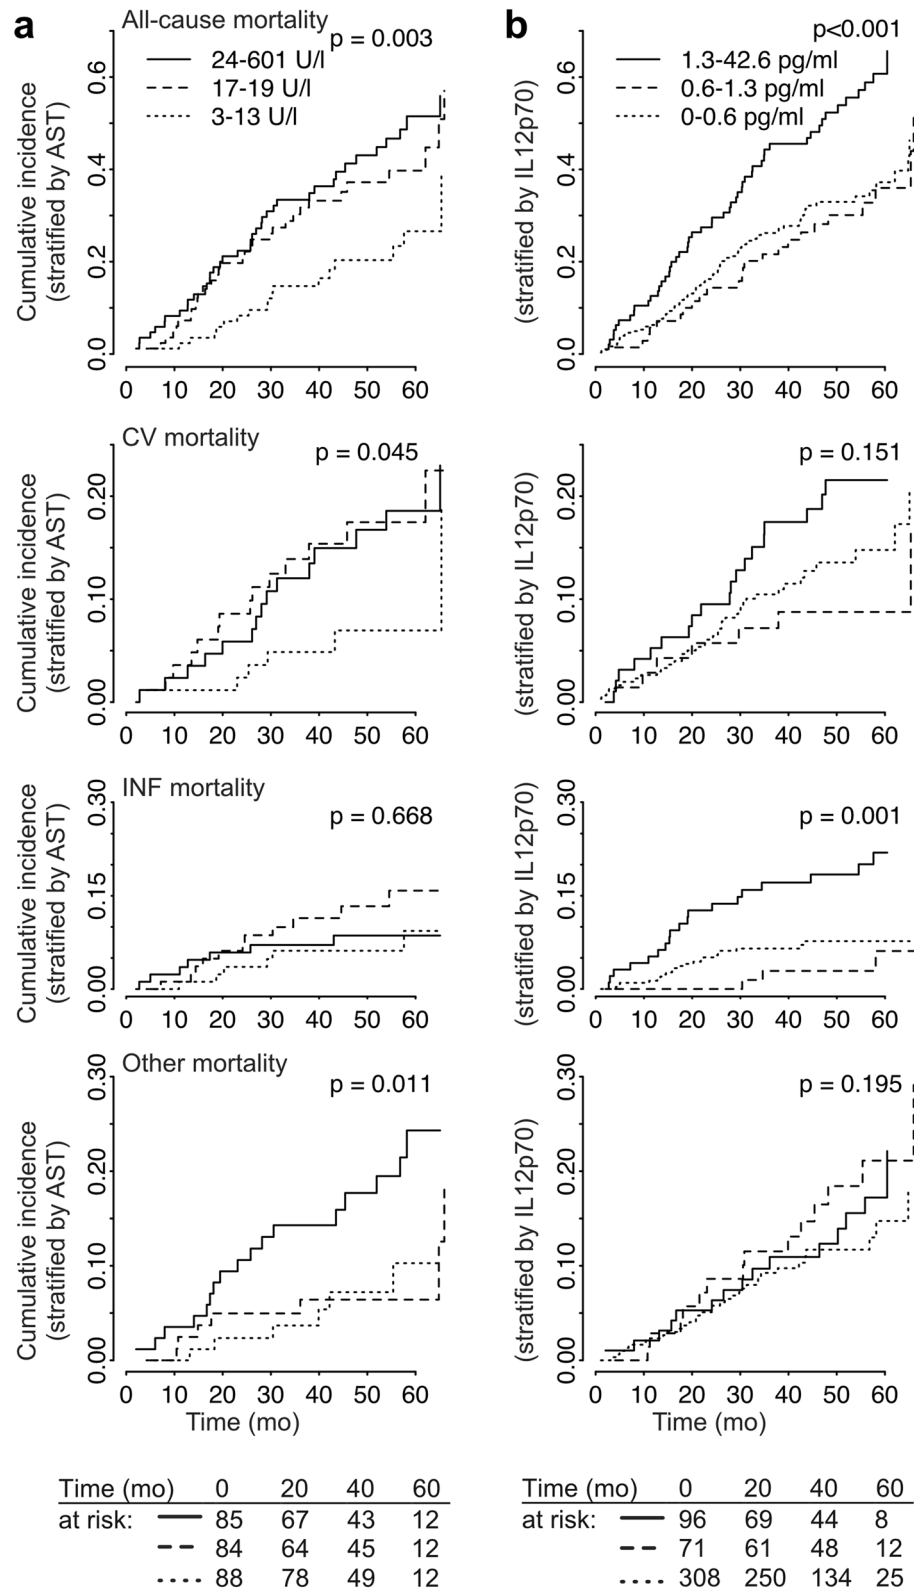 a
b
All-cause mortality
p = 0.003
24-601 U/l
17-19 U/l
3-13 U/l
Cumulative incidence
(stratified by AST)
0.0 0.2 0.4 0.6
0 10 20 30 40 50 60
p<0.001
1.3-42.6 pg/ml
0.6-1.3 pg/ml
0-0.6 pg/ml
(stratified by IL12p70)
0.0 0.2 0.4 0.6
0 10 20 30 40 50 60
CV mortality
p = 0.045
Cumulative incidence
(stratified by AST)
0.00 0.10 0.20
0 10 20 30 40 50 60
p = 0.151
(stratified by IL12p70)
0.00 0.10 0.20
0 10 20 30 40 50 60
INF mortality
p = 0.668
Cumulative incidence
(stratified by AST)
0.00 0.15 0.30
0 10 20 30 40 50 60
p = 0.001
(stratified by IL12p70)
0.00 0.15 0.30
0 10 20 30 40 50 60
Other mortality
p = 0.011
Cumulative incidence
(stratified by AST)
0.00 0.10 0.20 0.30
0 10 20 30 40 50 60
Time (mo)
p = 0.195
(stratified by IL12p70)
0.00 0.10 0.20 0.30
0 10 20 30 40 50 60
Time (mo)
Time (mo) 0 20 40 60
at risk: 85 67 43 12
84 64 45 12
88 78 49 12
Time (mo) 0 20 40 60
at risk: 96 69 44 8
71 61 48 12
308 250 134 25